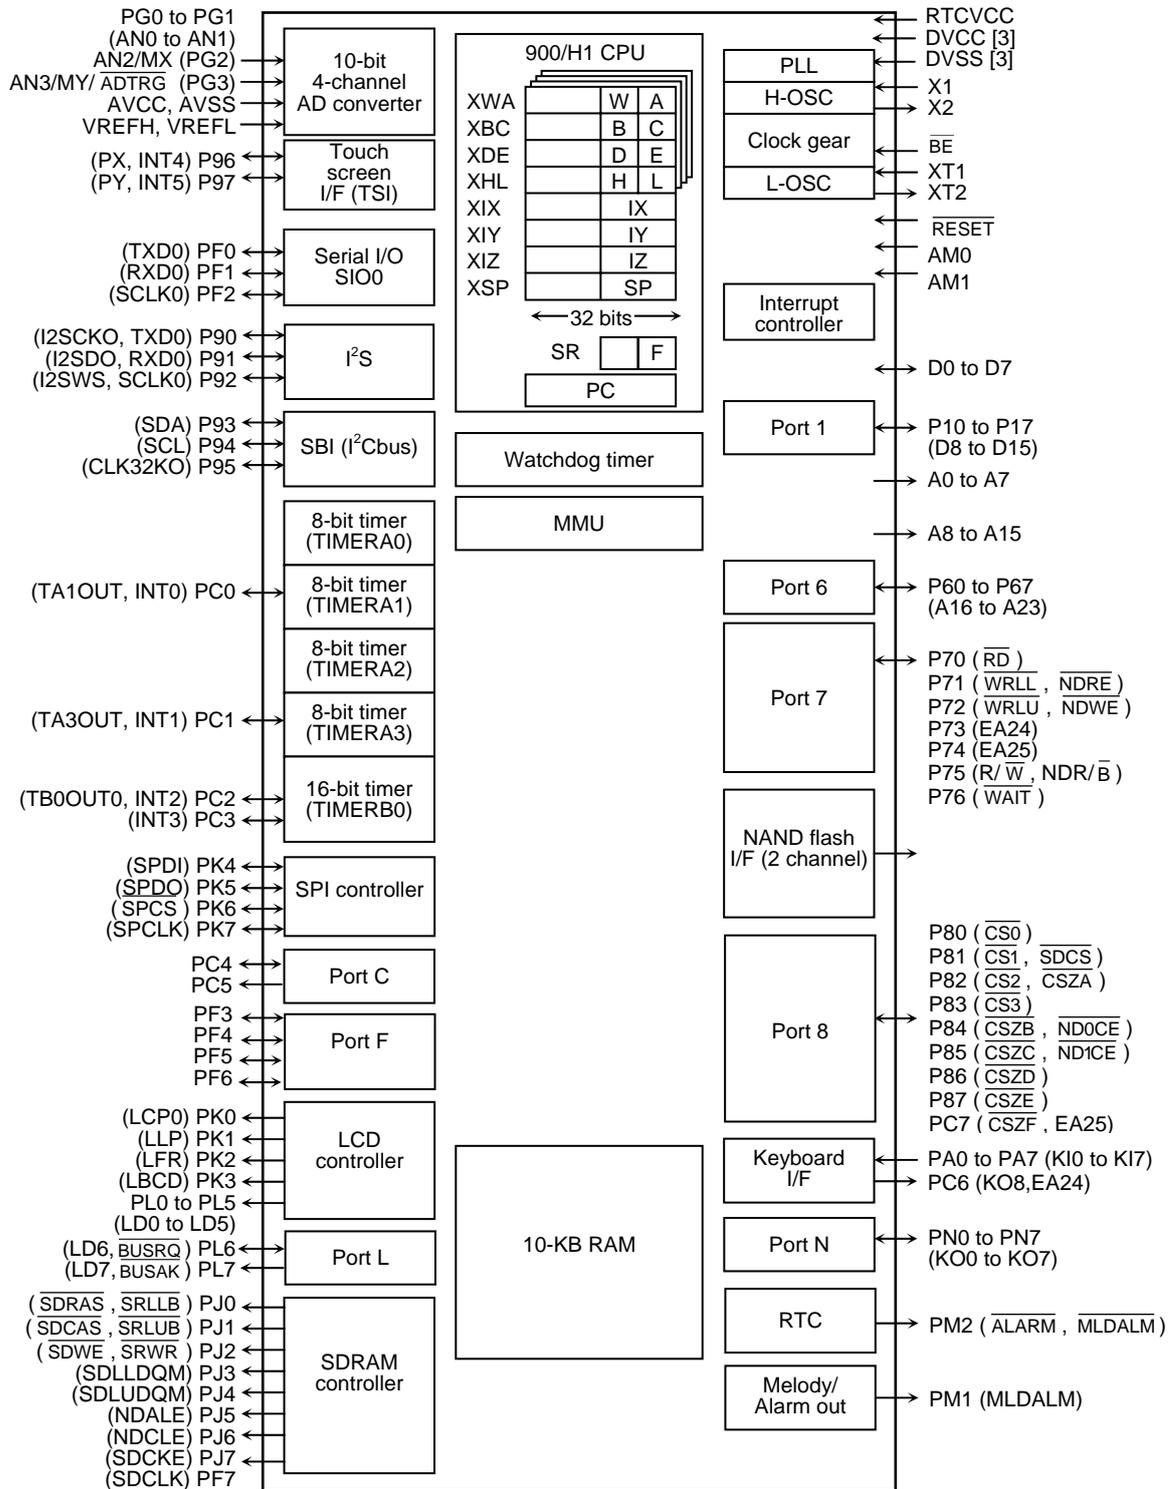 PG0 to PG1
(AN0 to AN1)
AN2/MX (PG2)
AN3/MY/ ADTRG (PG3)
AVCC, AVSS
VREFH, VREFL
10-bit
4-channel
AD converter
(PX, INT4) P96
(PY, INT5) P97
Touch
screen
I/F (TSI)
(TXD0) PF0
(RXD0) PF1
(SCLK0) PF2
Serial I/O
SIO0
(I2SCKO, TXD0) P90
(I2SDO, RXD0) P91
(I2SWS, SCLK0) P92
I²S
(SDA) P93
(SCL) P94
(CLK32KO) P95
SBI (I²Cbus)
8-bit timer
(TIMERA0)
(TA1OUT, INT0) PC0
8-bit timer
(TIMERA1)
8-bit timer
(TIMERA2)
(TA3OUT, INT1) PC1
8-bit timer
(TIMERA3)
(TB0OUT0, INT2) PC2
(INT3) PC3
16-bit timer
(TIMERB0)
(SPDI) PK4
(SPDO) PK5
(SPCS) PK6
(SPCLK) PK7
SPI controller
PC4
PC5
Port C
PF3
PF4
PF5
PF6
Port F
(LCP0) PK0
(LLP) PK1
(LFR) PK2
(LBCD) PK3
PL0 to PL5
(LD0 to LD5)
LCD
controller
(LD6, BUSRQ) PL6
(LD7, BUSAK) PL7
Port L
(SDRAS, SRLLB) PJ0
(SDCAS, SRLUB) PJ1
(SDWE, SRWR) PJ2
(SDLLDQM) PJ3
(SDLUDQM) PJ4
(NDALE) PJ5
(NDCLE) PJ6
(SDCKE) PJ7
(SDCLK) PF7
SDRAM
controller
900/H1 CPU
XWA W A
XBC B C
XDE D E
XHL H L
XIX IX
XIY IY
XIZ IZ
XSP SP
32 bits
SR F
PC
Watchdog timer
MMU
10-KB RAM
PLL
H-OSC
Clock gear
L-OSC
RTCVCC
DVCC [3]
DVSS [3]
X1
X2
BE
XT1
XT2
RESET
AM0
AM1
Interrupt
controller
D0 to D7
Port 1
P10 to P17
(D8 to D15)
A0 to A7
A8 to A15
Port 6
P60 to P67
(A16 to A23)
Port 7
P70 (RD)
P71 (WRLL, NDRE)
P72 (WRLU, NDWE)
P73 (EA24)
P74 (EA25)
P75 (R/W, NDR/B)
P76 (WAIT)
NAND flash
I/F (2 channel)
Port 8
P80 (CS0)
P81 (CS1, SDCS)
P82 (CS2, CSZA)
P83 (CS3)
P84 (CSZB, ND0CE)
P85 (CSZC, ND1CE)
P86 (CSZD)
P87 (CSZE)
PC7 (CSZF, EA25)
Keyboard
I/F
PA0 to PA7 (KI0 to KI7)
PC6 (KO8,EA24)
Port N
PN0 to PN7
(KO0 to KO7)
RTC
PM2 (ALARM, MLDALM)
Melody/
Alarm out
PM1 (MLDALM)